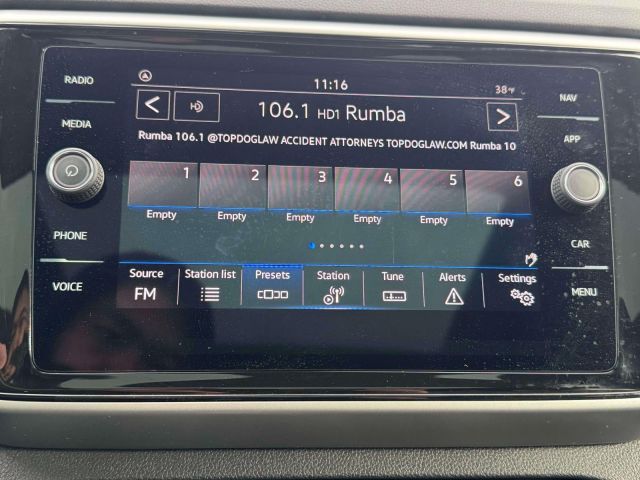 RADIO
MEDIA
PHONE
VOICE
11:16
38°F
HD
106.1 HD1 Rumba
Rumba 106.1 @TOPDOGLAW ACCIDENT ATTORNEYS TOPDOGLAW.COM Rumba 10
1 2 3 4 5 6
Empty Empty Empty Empty Empty Empty
Source Station list Presets Station Tune Alerts Settings
FM
NAV
APP
CAR
MENU